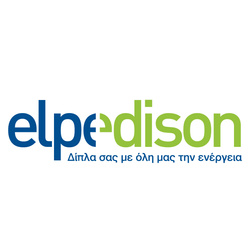 elpedison
Δίπλα σας με όλη μας την ενέργεια